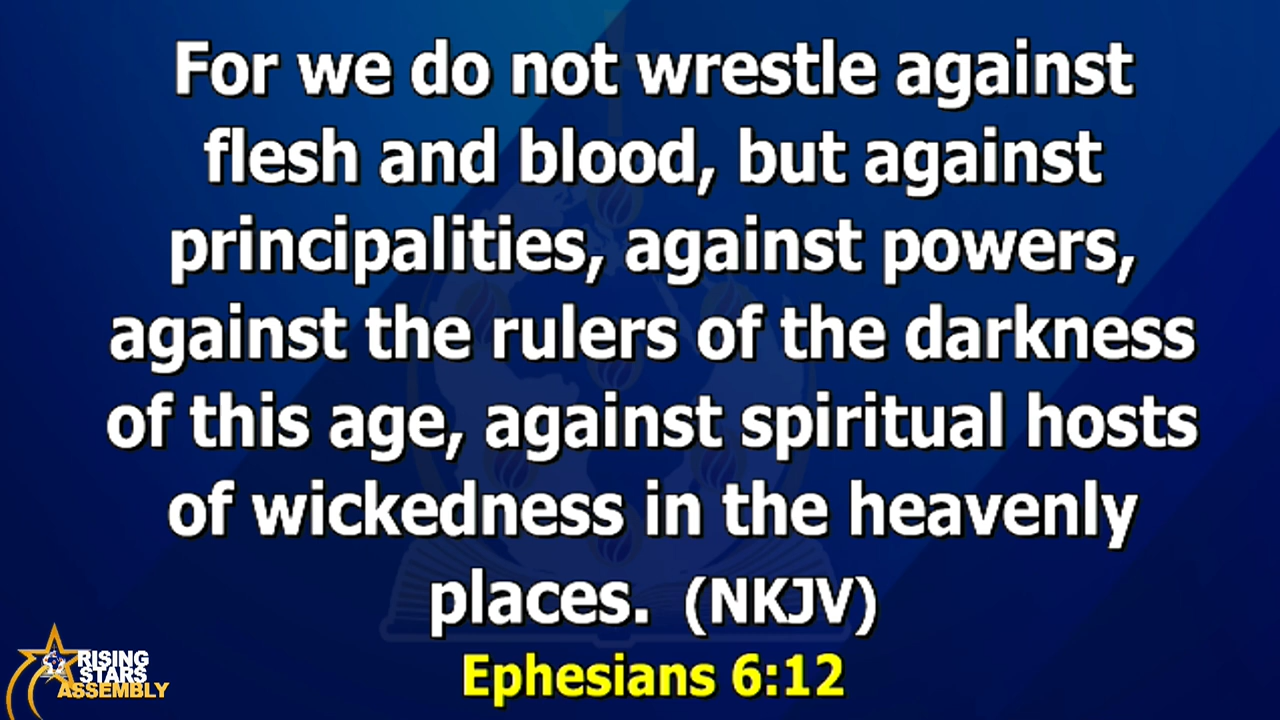 For we do not wrestle against
flesh and blood, but against
principalities, against powers,
against the rulers of the darkness
of this age, against spiritual hosts
of wickedness in the heavenly
places. (NKJV)
Ephesians 6:12
RISING
STARS
ASSEMBLY